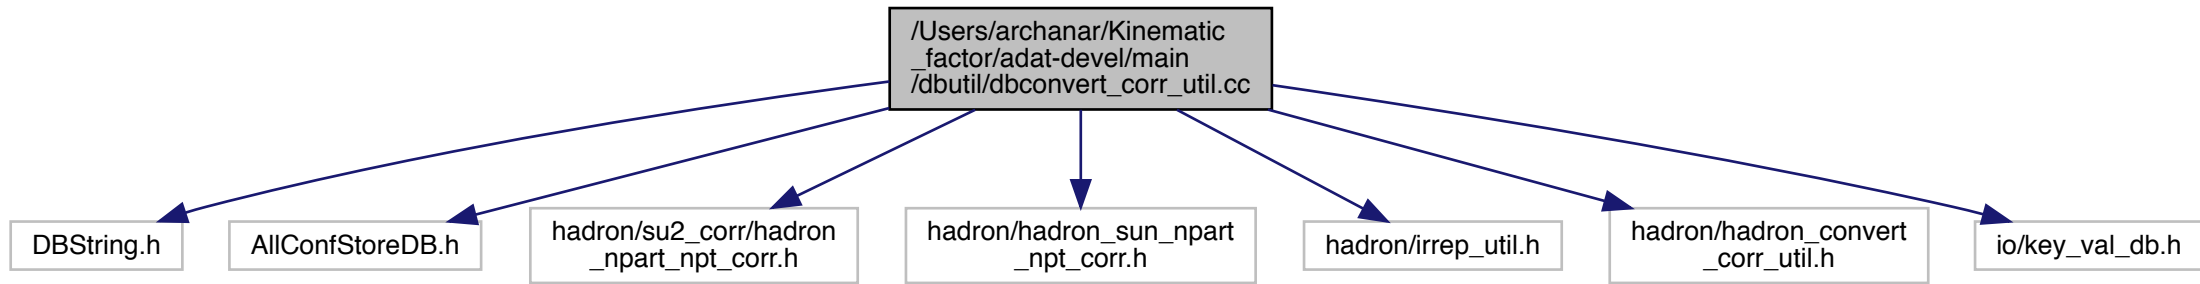 /Users/archanar/Kinematic
_factor/adat-devel/main
/dbutil/dbconvert_corr_util.cc
DBString.h
AllConfStoreDB.h
hadron/su2_corr/hadron
_npart_npt_corr.h
hadron/hadron_sun_npart
_npt_corr.h
hadron/irrep_util.h
hadron/hadron_convert
_corr_util.h
io/key_val_db.h